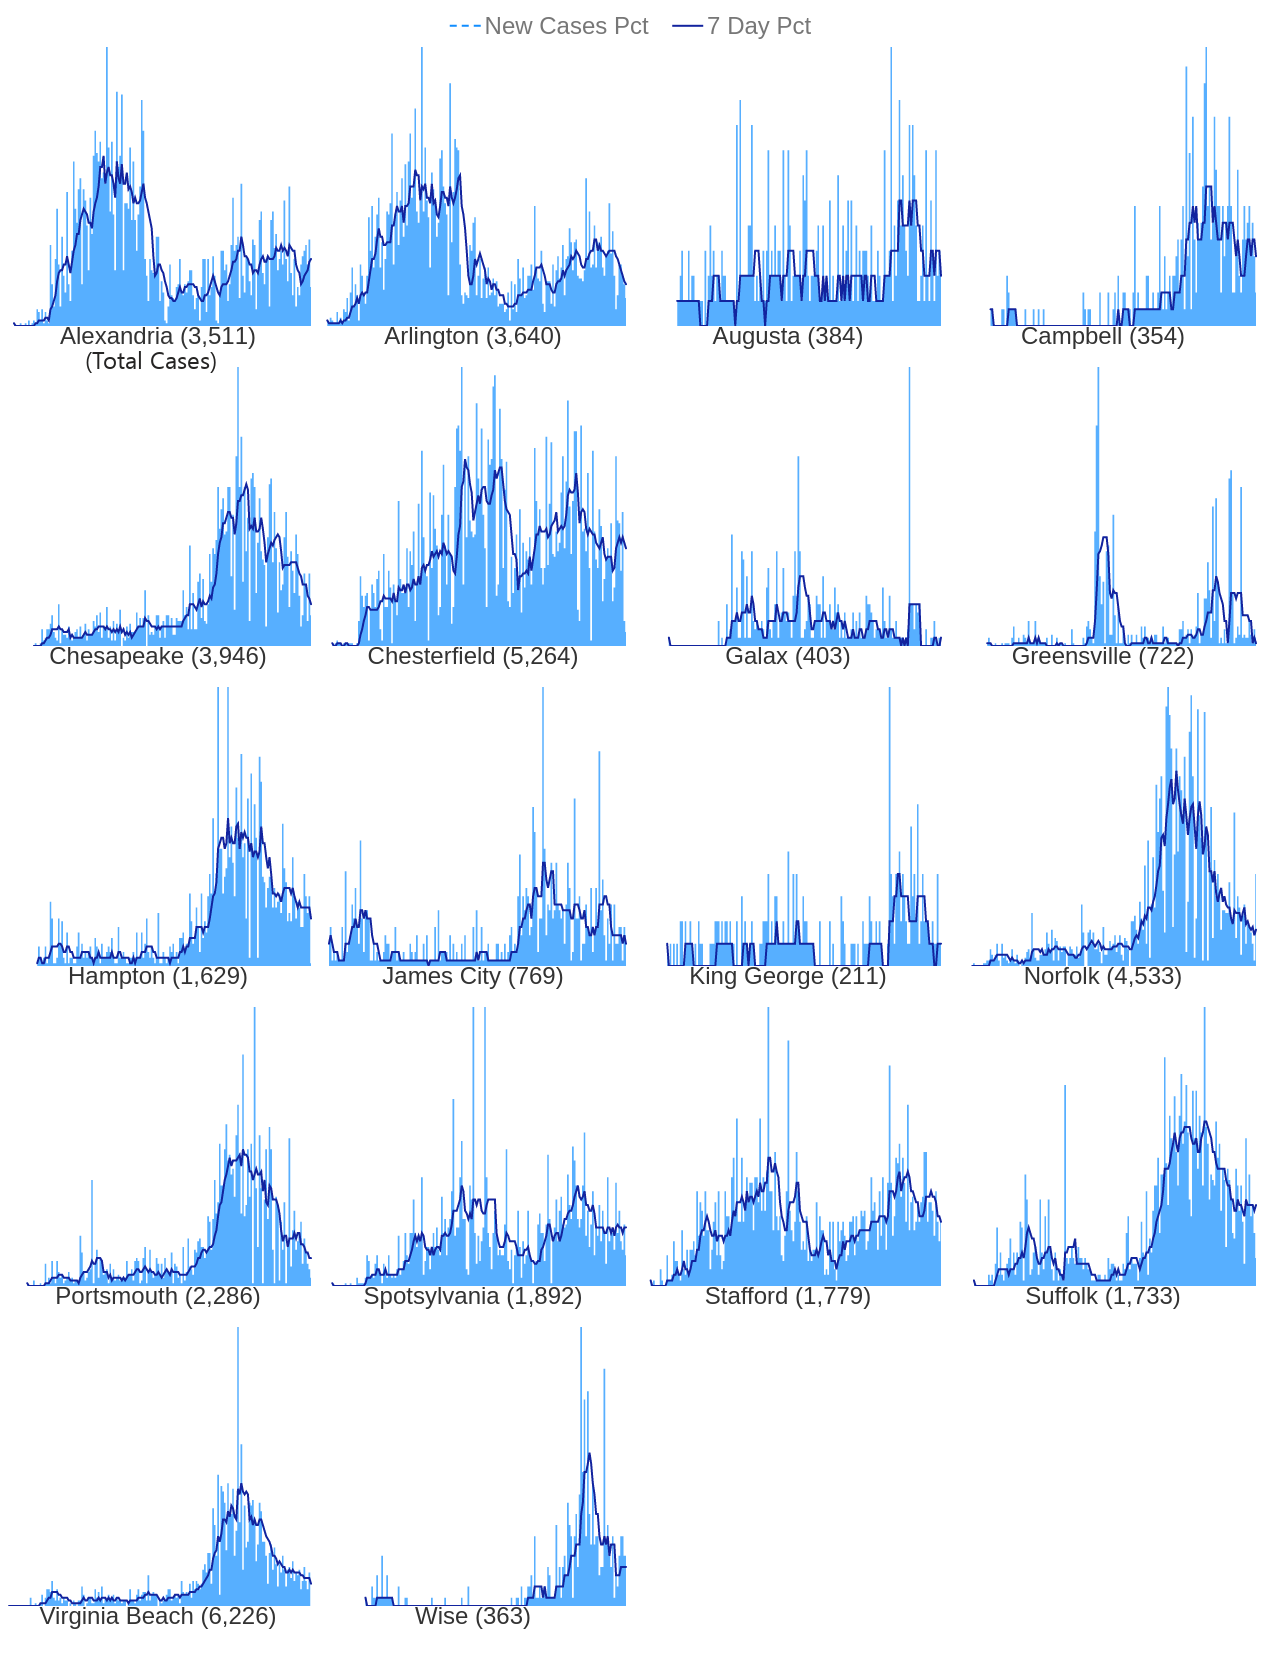 New Cases Pct 7 Day Pct
Alexandria (3,511) Arlington (3,640) Augusta (384) Campbell (354)
(Total Cases)
Chesapeake (3,946) Chesterfield (5,264) Galax (403) Greensville (722)
Hampton (1,629) James City (769) King George (211) Norfolk (4,533)
Portsmouth (2,286) Spotsylvania (1,892) Stafford (1,779) Suffolk (1,733)
Virginia Beach (6,226) Wise (363)